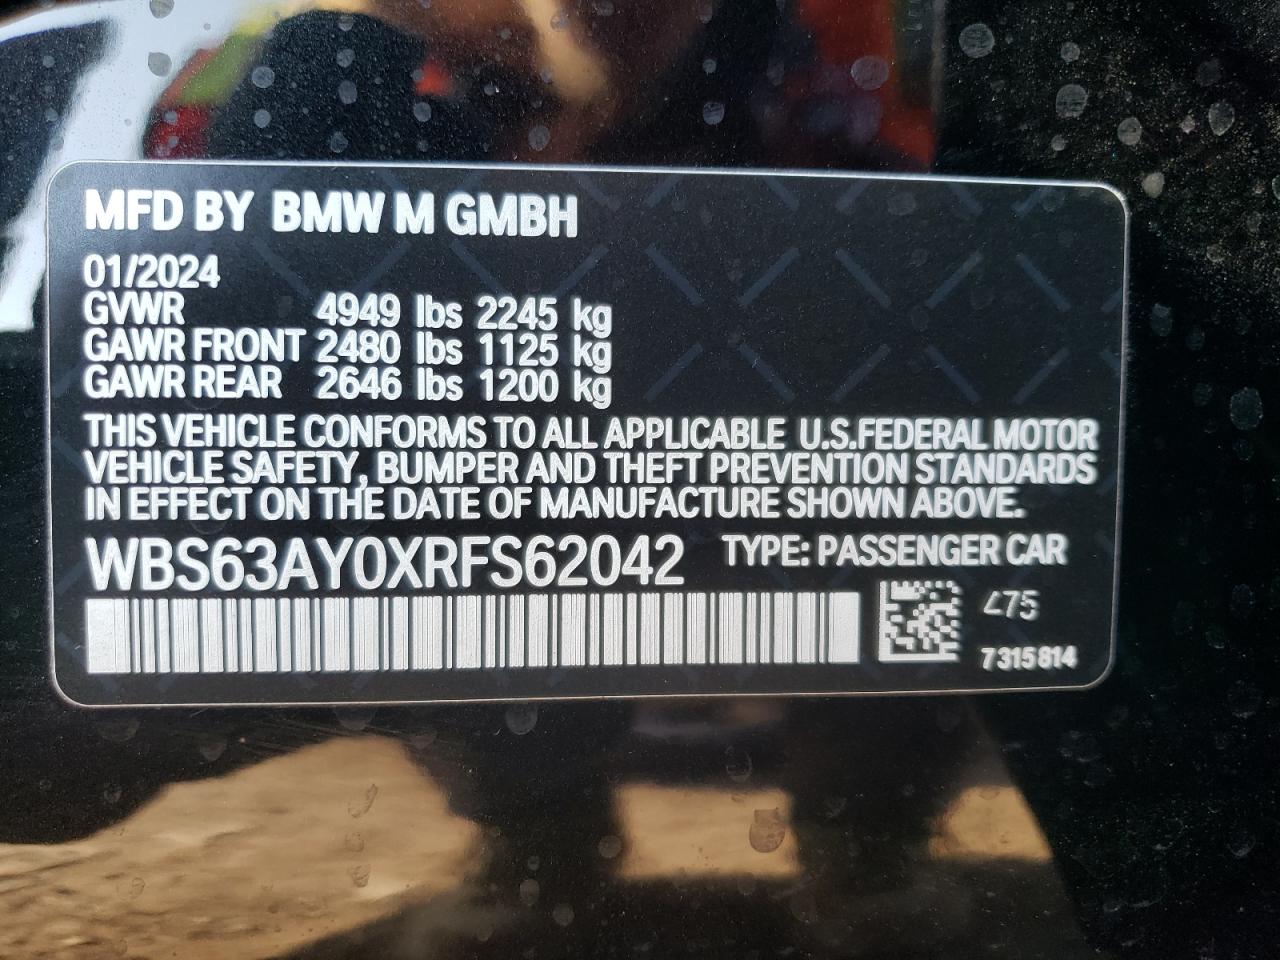 MFD BY BMW M GMBH
01/2024
GVWR 4949 lbs 2245 kg
GAWR FRONT 2480 lbs 1125 kg
GAWR REAR 2646 lbs 1200 kg
THIS VEHICLE CONFORMS TO ALL APPLICABLE U.S.FEDERAL MOTOR
VEHICLE SAFETY, BUMPER AND THEFT PREVENTION STANDARDS
IN EFFECT ON THE DATE OF MANUFACTURE SHOWN ABOVE.
WBS63AY0XRFS62042 TYPE: PASSENGER CAR
475
7315814